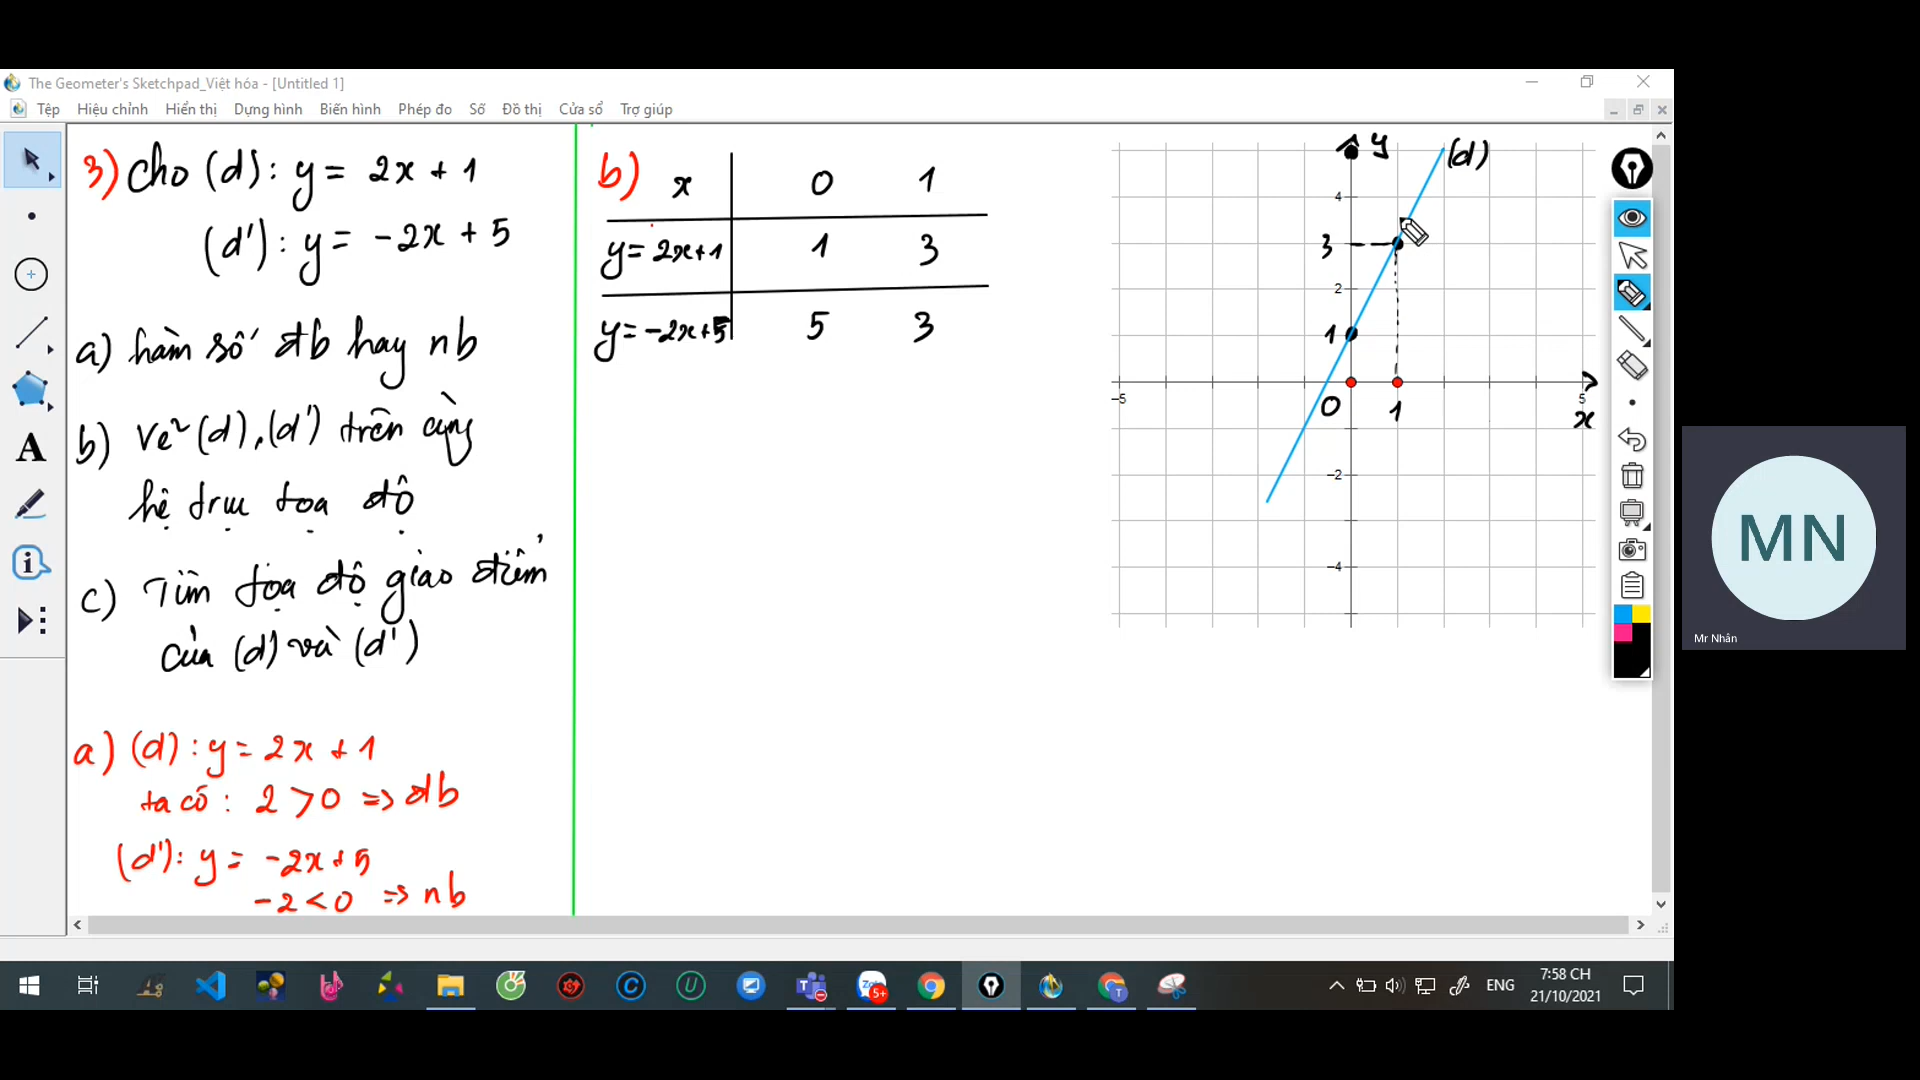 The Geometer's Sketchpad_Việt hóa - [Untitled 1]
Tệp Hiệu chỉnh Hiển thị Dựng hình Biến hình Phép đo Số Đồ thị Cửa sổ Trợ giúp
3) Cho (d): y = 2x + 1
(d'): y = -2x + 5
a) hàm số đb hay nb
b) Vẽ (d), (d') trên cùng
hệ trục tọa độ
c) Tìm tọa độ giao điểm
của (d) và (d')
a) (d): y = 2x + 1
ta có: 2 > 0 => đb
(d'): y = -2x + 5
-2 < 0 => nb
b) x 0 1
y = 2x+1 1 3
y = -2x+5 5 3
y (d)
4
3
2
1
-5 0 1 5
x
-2
-4
A
MN
Mr Nhân
5+
T
ENG
7:58 CH
21/10/2021